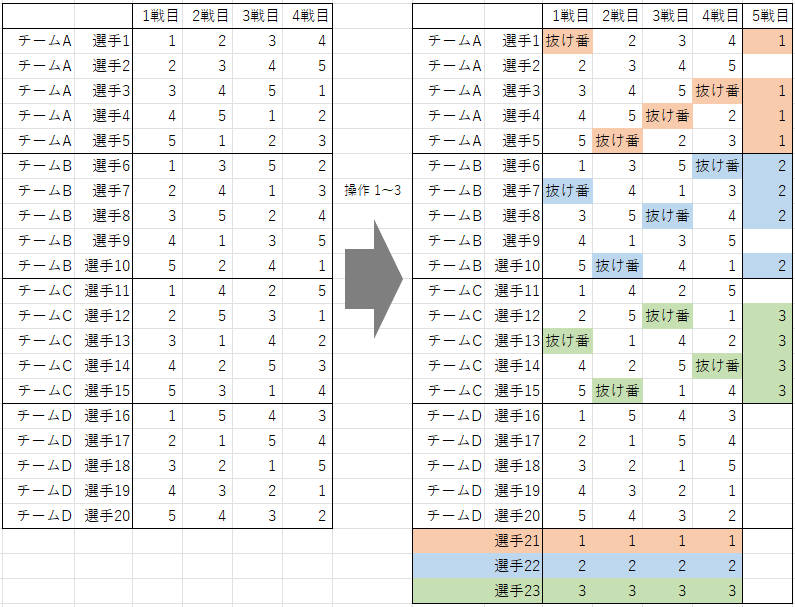 1戦目 2戦目 3戦目 4戦目
チームA 選手1 1 2 3 4
チームA 選手2 2 3 4 5
チームA 選手3 3 4 5 1
チームA 選手4 4 5 1 2
チームA 選手5 5 1 2 3
チームB 選手6 1 3 5 2
チームB 選手7 2 4 1 3
チームB 選手8 3 5 2 4
チームB 選手9 4 1 3 5
チームB 選手10 5 2 4 1
チームC 選手11 1 4 2 5
チームC 選手12 2 5 3 1
チームC 選手13 3 1 4 2
チームC 選手14 4 2 5 3
チームC 選手15 5 3 1 4
チームD 選手16 1 5 4 3
チームD 選手17 2 1 5 4
チームD 選手18 3 2 1 5
チームD 選手19 4 3 2 1
チームD 選手20 5 4 3 2
操作 1～3
1戦目 2戦目 3戦目 4戦目 5戦目
チームA 選手1 抜け番 2 3 4 1
チームA 選手2 2 3 4 5
チームA 選手3 3 4 5 抜け番 1
チームA 選手4 4 5 抜け番 2 1
チームA 選手5 5 抜け番 2 3 1
チームB 選手6 1 3 5 抜け番 2
チームB 選手7 抜け番 4 1 3 2
チームB 選手8 3 5 抜け番 4 2
チームB 選手9 4 1 3 5
チームB 選手10 5 抜け番 4 1 2
チームC 選手11 1 4 2 5
チームC 選手12 2 5 抜け番 1 3
チームC 選手13 抜け番 1 4 2 3
チームC 選手14 4 2 5 抜け番 3
チームC 選手15 5 抜け番 1 4 3
チームD 選手16 1 5 4 3
チームD 選手17 2 1 5 4
チームD 選手18 3 2 1 5
チームD 選手19 4 3 2 1
チームD 選手20 5 4 3 2
選手21 1 1 1 1
選手22 2 2 2 2
選手23 3 3 3 3